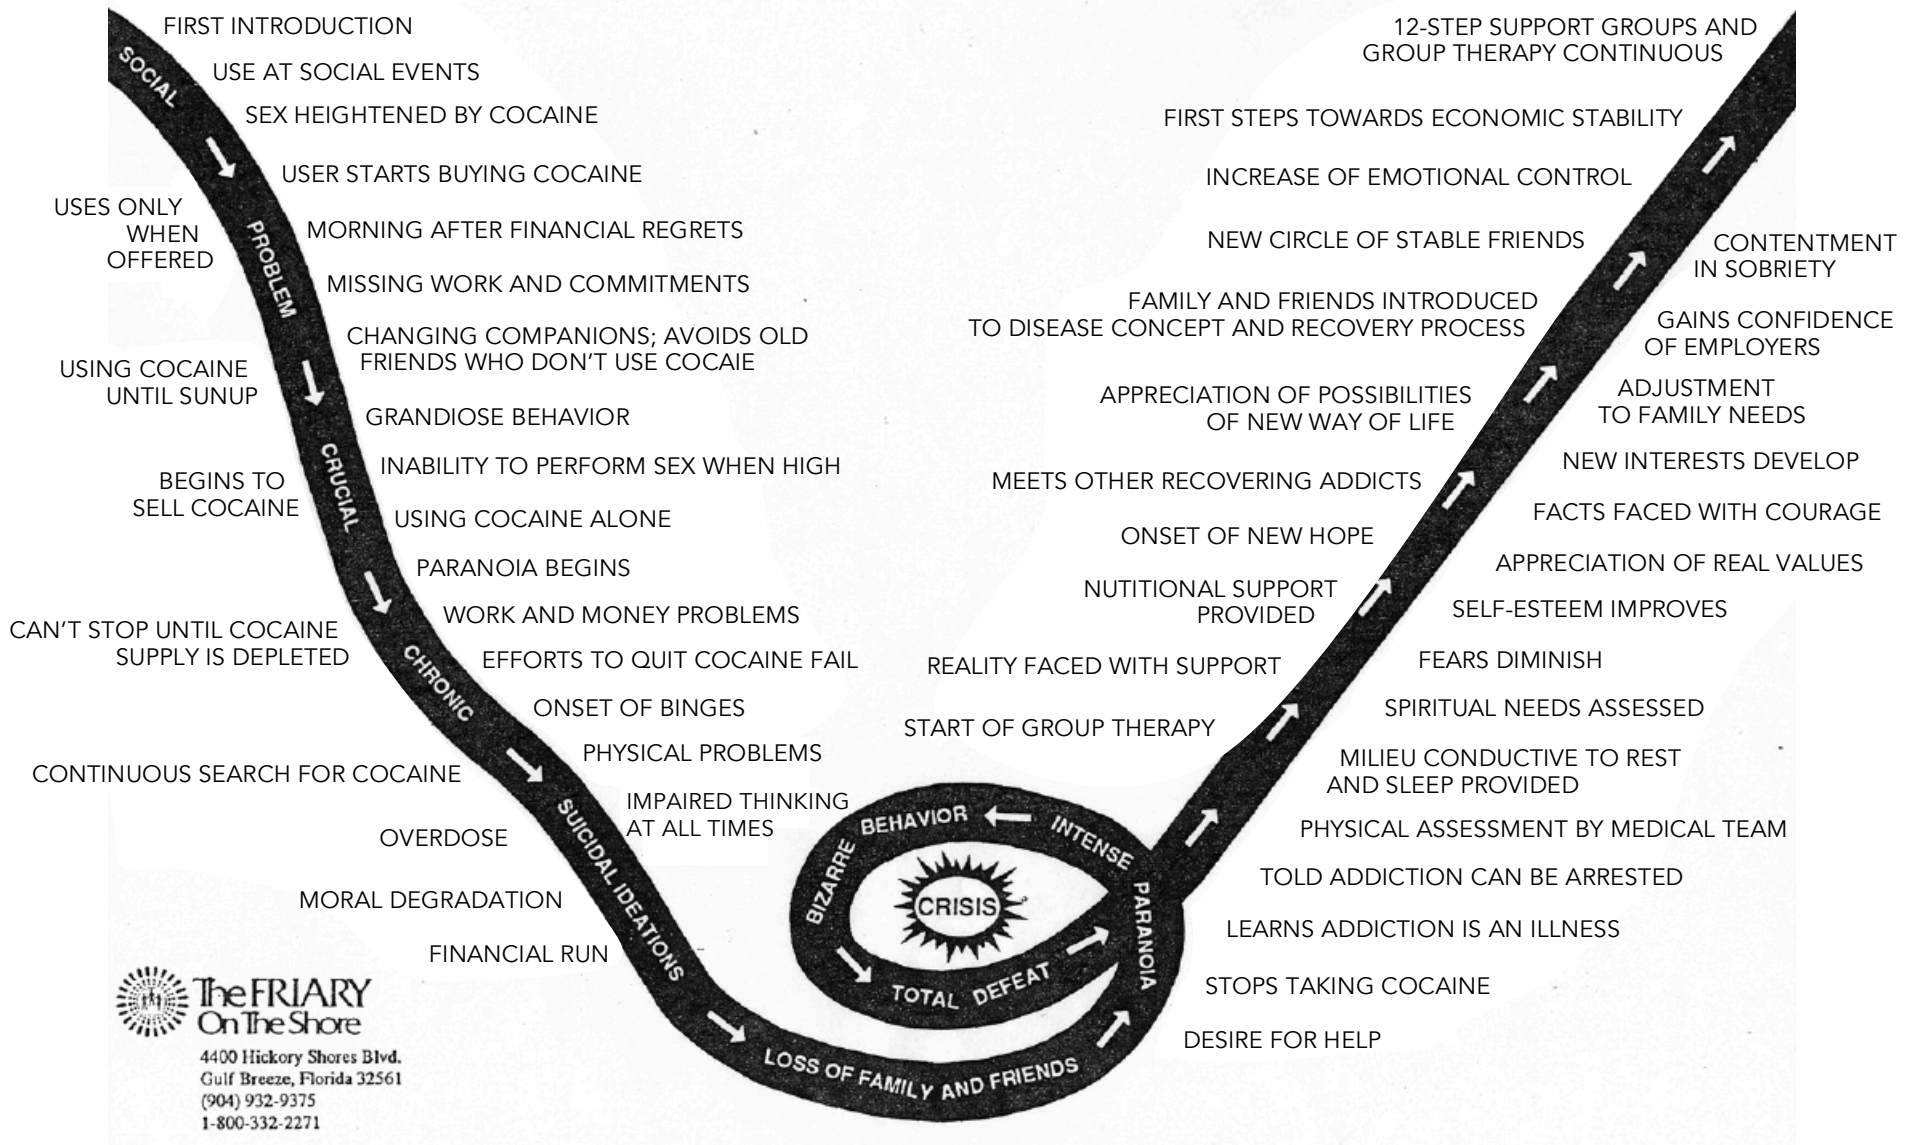 FIRST INTRODUCTION
USE AT SOCIAL EVENTS
SEX HEIGHTENED BY COCAINE
USER STARTS BUYING COCAINE
MORNING AFTER FINANCIAL REGRETS
MISSING WORK AND COMMITMENTS
CHANGING COMPANIONS; AVOIDS OLD
FRIENDS WHO DON'T USE COCAIE
GRANDIOSE BEHAVIOR
INABILITY TO PERFORM SEX WHEN HIGH
USING COCAINE ALONE
PARANOIA BEGINS
WORK AND MONEY PROBLEMS
EFFORTS TO QUIT COCAINE FAIL
ONSET OF BINGES
PHYSICAL PROBLEMS
IMPAIRED THINKING
AT ALL TIMES
USES ONLY
WHEN
OFFERED
USING COCAINE
UNTIL SUNUP
BEGINS TO
SELL COCAINE
CAN'T STOP UNTIL COCAINE
SUPPLY IS DEPLETED
CONTINUOUS SEARCH FOR COCAINE
OVERDOSE
MORAL DEGRADATION
FINANCIAL RUN
SOCIAL
PROBLEM
CRUCIAL
CHRONIC
SUICIDAL IDEATIONS
LOSS OF FAMILY AND FRIENDS
PARANOIA
INTENSE
BEHAVIOR
BIZARRE
TOTAL DEFEAT
CRISIS
12-STEP SUPPORT GROUPS AND
GROUP THERAPY CONTINUOUS
FIRST STEPS TOWARDS ECONOMIC STABILITY
INCREASE OF EMOTIONAL CONTROL
NEW CIRCLE OF STABLE FRIENDS
FAMILY AND FRIENDS INTRODUCED
TO DISEASE CONCEPT AND RECOVERY PROCESS
APPRECIATION OF POSSIBILITIES
OF NEW WAY OF LIFE
MEETS OTHER RECOVERING ADDICTS
ONSET OF NEW HOPE
NUTITIONAL SUPPORT
PROVIDED
REALITY FACED WITH SUPPORT
START OF GROUP THERAPY
CONTENTMENT
IN SOBRIETY
GAINS CONFIDENCE
OF EMPLOYERS
ADJUSTMENT
TO FAMILY NEEDS
NEW INTERESTS DEVELOP
FACTS FACED WITH COURAGE
APPRECIATION OF REAL VALUES
SELF-ESTEEM IMPROVES
FEARS DIMINISH
SPIRITUAL NEEDS ASSESSED
MILIEU CONDUCTIVE TO REST
AND SLEEP PROVIDED
PHYSICAL ASSESSMENT BY MEDICAL TEAM
TOLD ADDICTION CAN BE ARRESTED
LEARNS ADDICTION IS AN ILLNESS
STOPS TAKING COCAINE
DESIRE FOR HELP
The FRIARY
On The Shore
4400 Hickory Shores Blvd.
Gulf Breeze, Florida 32561
(904) 932-9375
1-800-332-2271